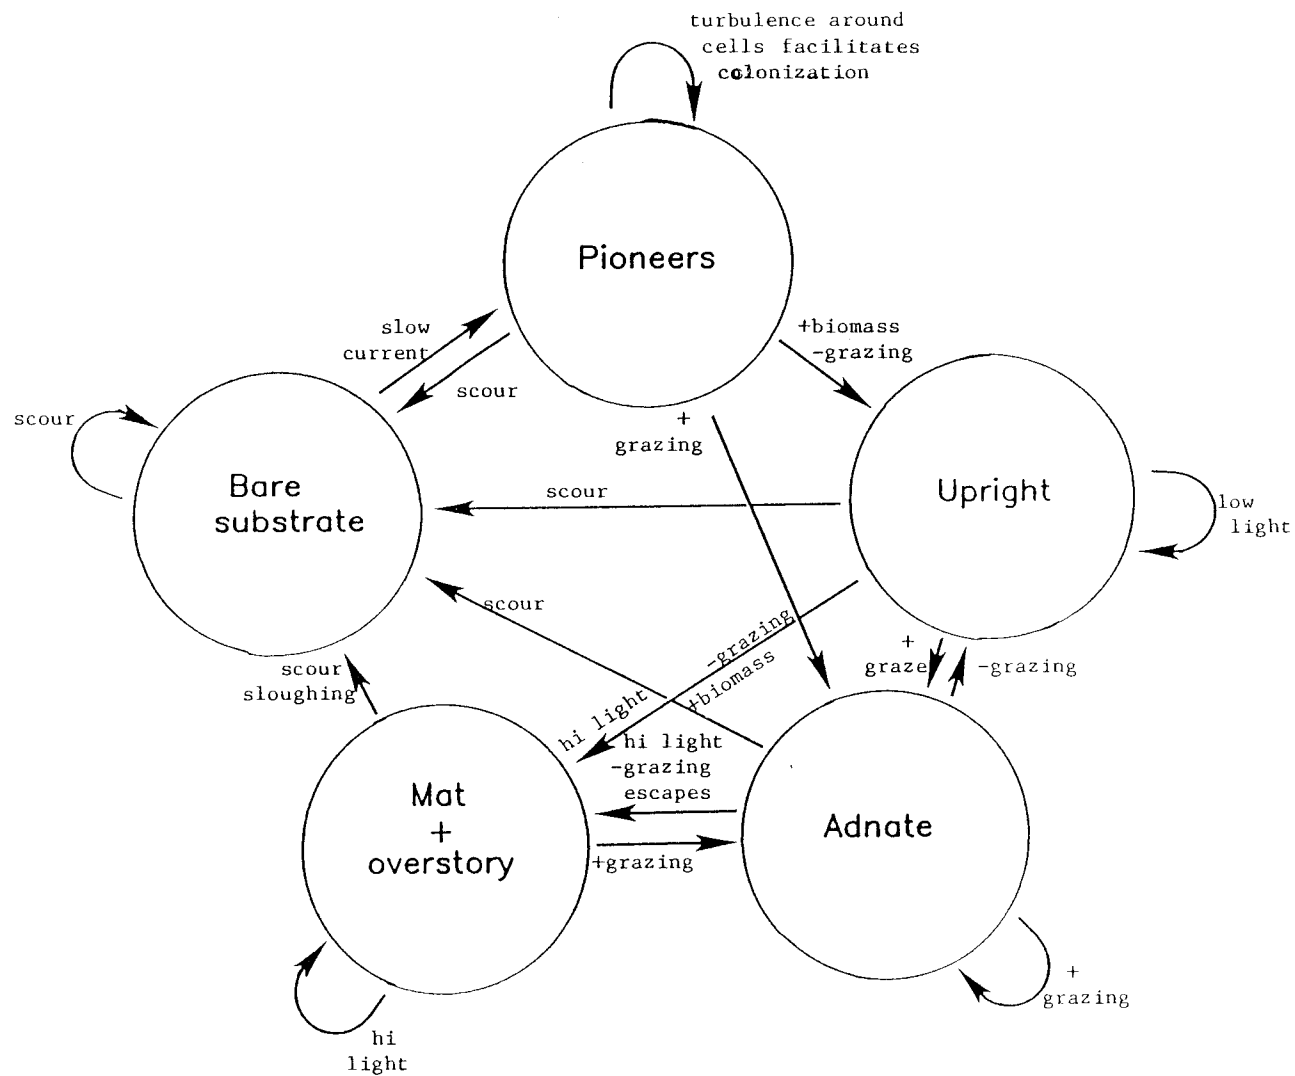 turbulence around
cells facilitates
colonization
Pioneers
slow
current
scour
+biomass
-grazing
+
grazing
scour
Bare
substrate
scour
Upright
low
light
scour
-grazing
+biomass
hi light
+
graze
-grazing
scour
sloughing
hi light
-grazing
escapes
+grazing
Mat
+
overstory
Adnate
+
grazing
hi
light